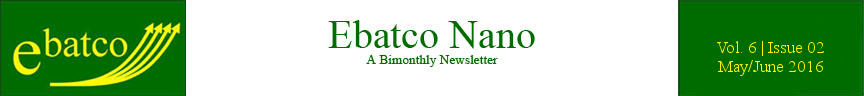 ebatco
Ebatco Nano
A Bimonthly Newsletter
Vol. 6 | Issue 02
May/June 2016